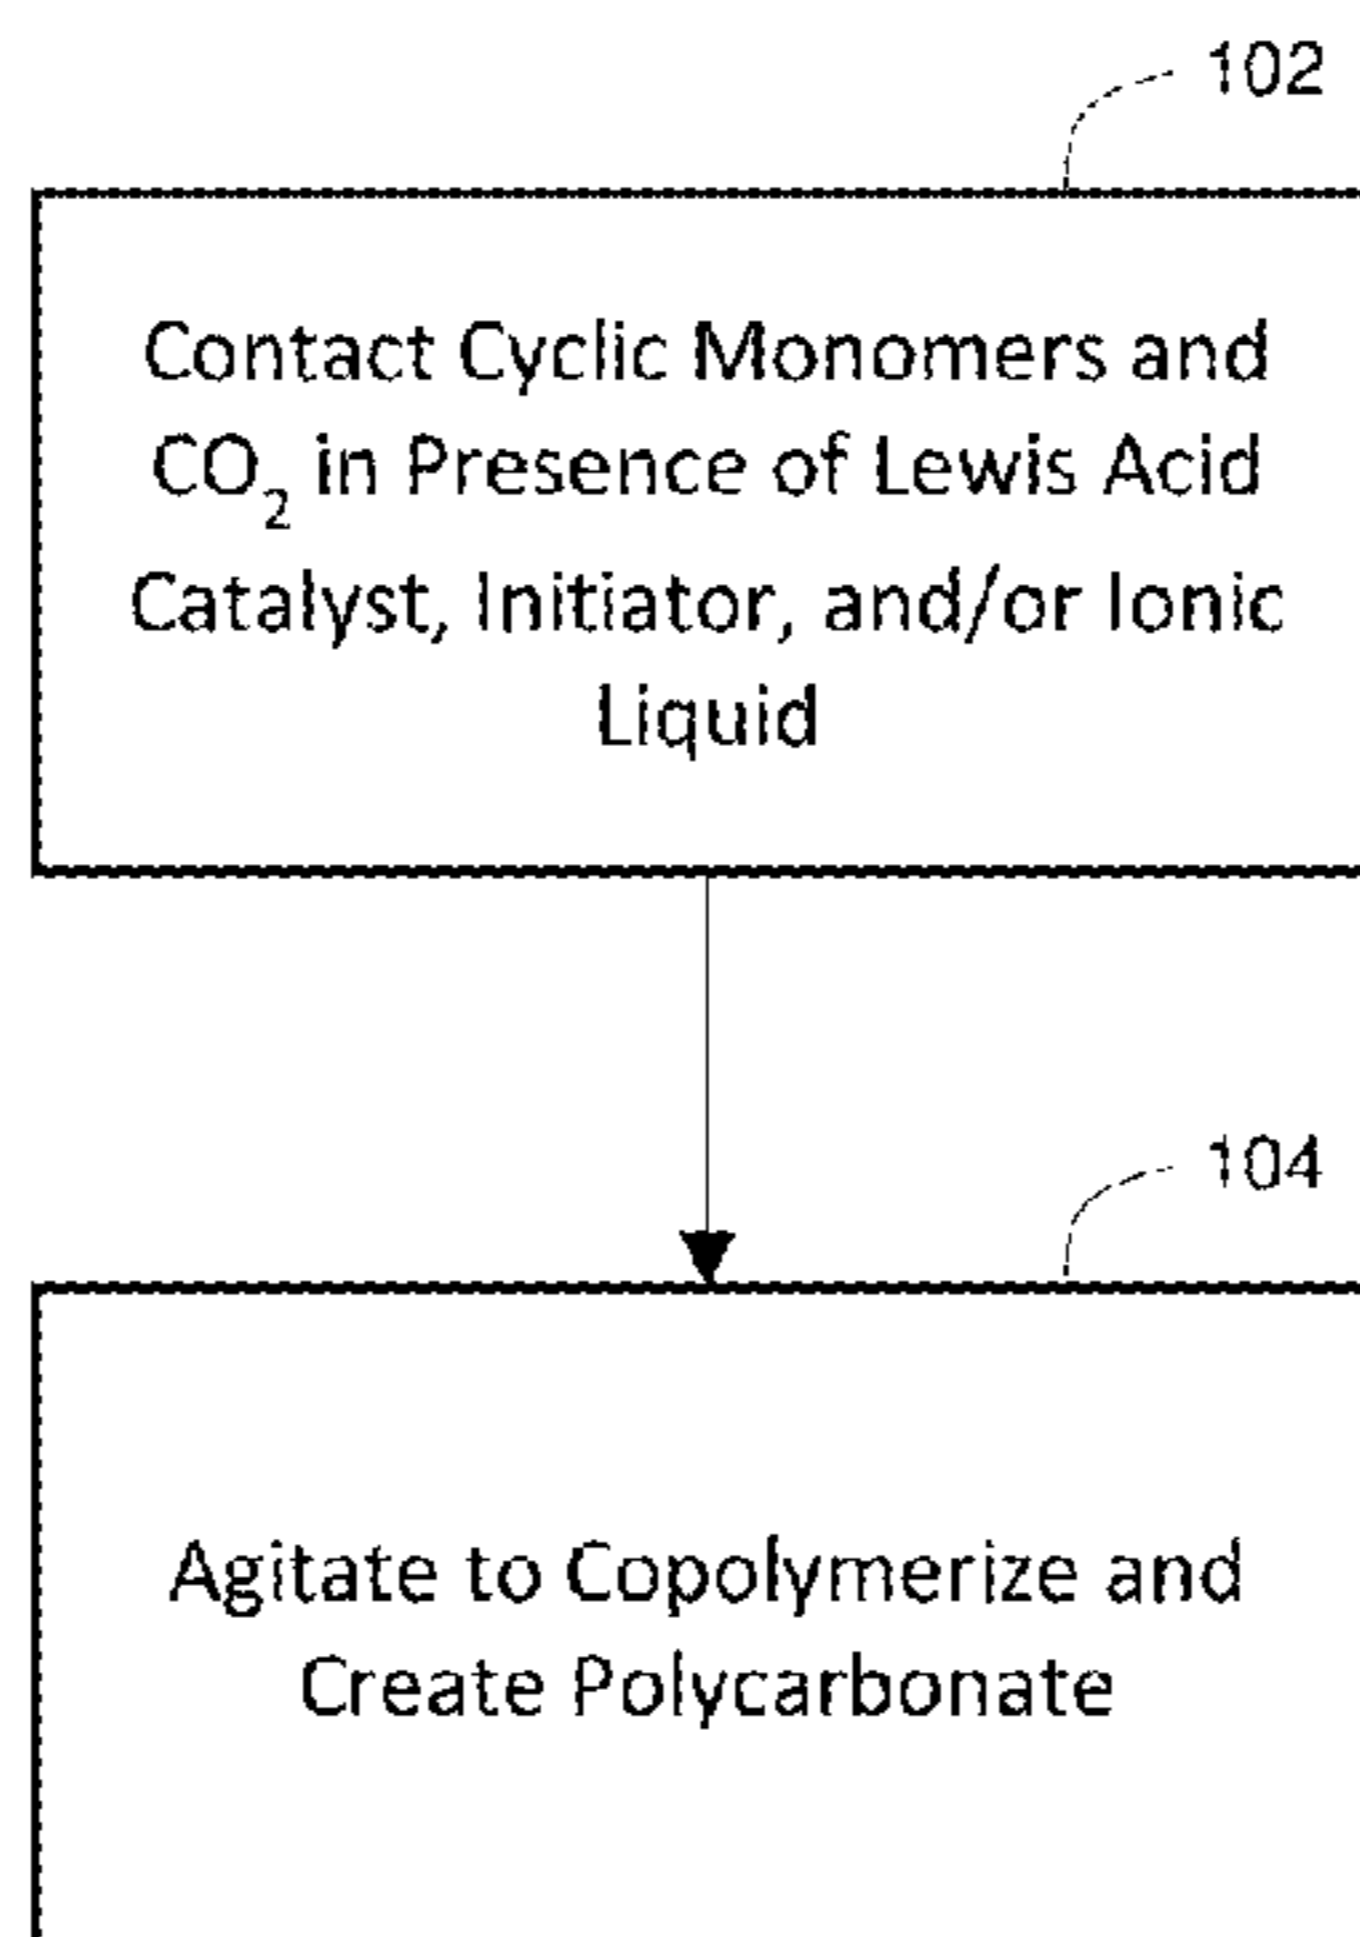 102
Contact Cyclic Monomers and
CO₂ in Presence of Lewis Acid
Catalyst, Initiator, and/or Ionic
Liquid
104
Agitate to Copolymerize and
Create Polycarbonate